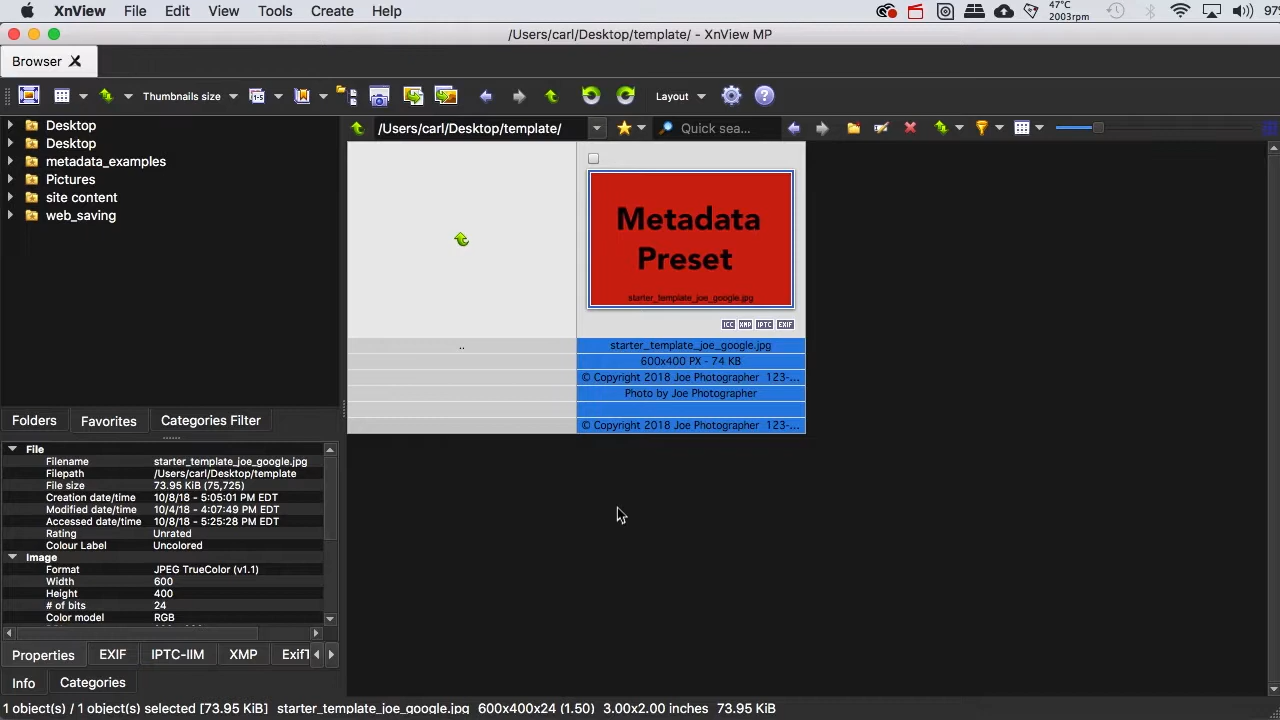 XnView File Edit View Tools Create Help 47°C 2003rpm 97%
/Users/carl/Desktop/template/ - XnView MP
Browser
Thumbnails size Layout
Desktop
Desktop
metadata_examples
Pictures
site content
web_saving
/Users/carl/Desktop/template/ Quick sea...
Metadata
Preset
starter_template_joe_google.jpg
ICC XMP IPTC EXIF
..
starter_template_joe_google.jpg
600x400 PX - 74 KB
© Copyright 2018 Joe Photographer 123-...
Photo by Joe Photographer
© Copyright 2018 Joe Photographer 123-...
Folders Favorites Categories Filter
File
Filename starter_template_joe_google.jpg
Filepath /Users/carl/Desktop/template
File size 73.95 KiB (75,725)
Creation date/time 10/8/18 - 5:05:01 PM EDT
Modified date/time 10/4/18 - 4:07:49 PM EDT
Accessed date/time 10/8/18 - 5:25:28 PM EDT
Rating Unrated
Colour Label Uncolored
Image
Format JPEG TrueColor (v1.1)
Width 600
Height 400
# of bits 24
Color model RGB
Properties EXIF IPTC-IIM XMP ExifT
Info Categories
1 object(s) / 1 object(s) selected [73.95 KiB] starter_template_joe_google.jpg 600x400x24 (1.50) 3.00x2.00 inches 73.95 KiB